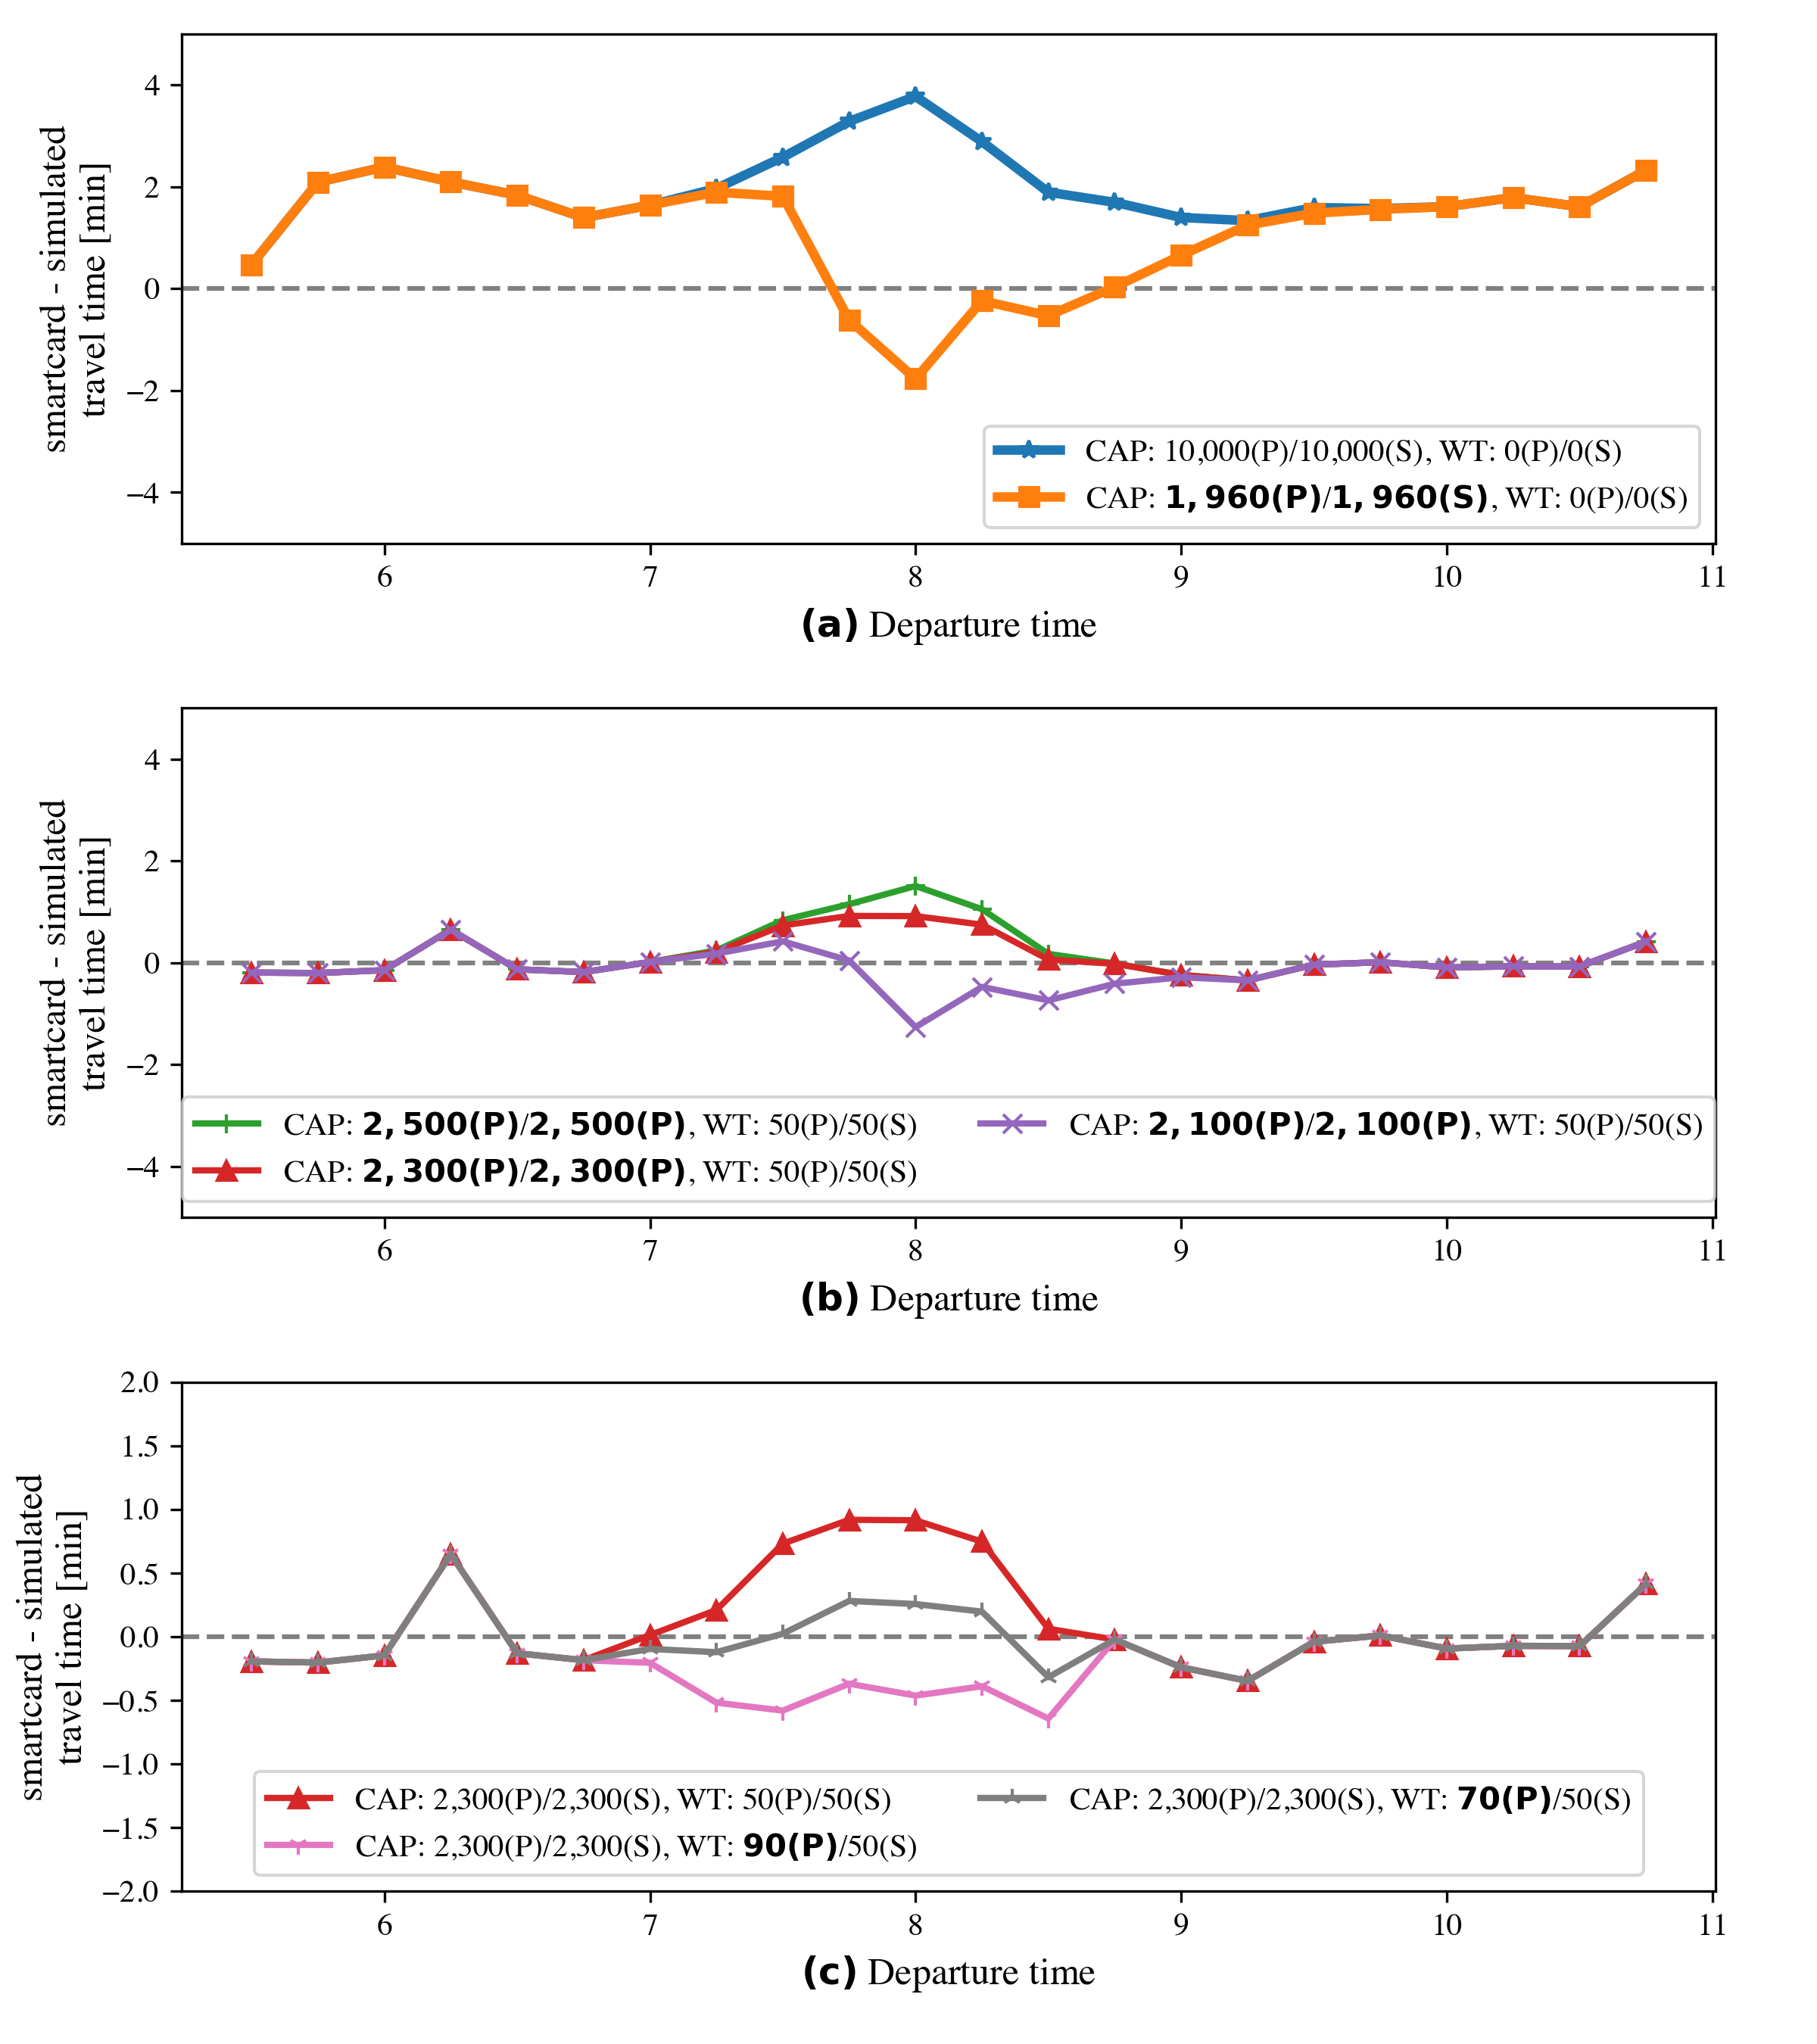 4
2
0
−2
−4
smartcard - simulated
travel time [min]
CAP: 10,000(P)/10,000(S), WT: 0(P)/0(S)
CAP: 1,960(P)/1,960(S), WT: 0(P)/0(S)
6 7 8 9 10 11
(a) Departure time
4
2
0
−2
−4
smartcard - simulated
travel time [min]
CAP: 2,500(P)/2,500(P), WT: 50(P)/50(S)
CAP: 2,300(P)/2,300(P), WT: 50(P)/50(S)
CAP: 2,100(P)/2,100(P), WT: 50(P)/50(S)
6 7 8 9 10 11
(b) Departure time
2.0
1.5
1.0
0.5
0.0
−0.5
−1.0
−1.5
−2.0
smartcard - simulated
travel time [min]
CAP: 2,300(P)/2,300(S), WT: 50(P)/50(S)
CAP: 2,300(P)/2,300(S), WT: 90(P)/50(S)
CAP: 2,300(P)/2,300(S), WT: 70(P)/50(S)
6 7 8 9 10 11
(c) Departure time